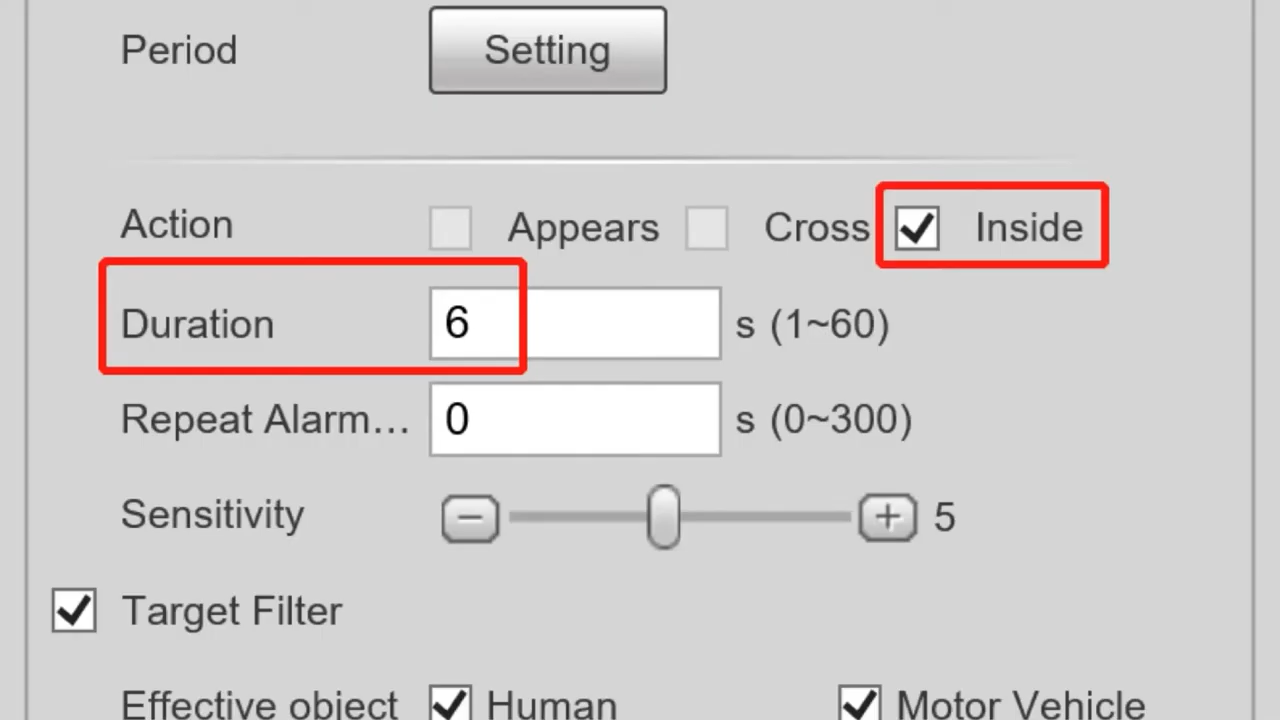 Period Setting
Action Appears Cross Inside
Duration 6 s (1~60)
Repeat Alarm... 0 s (0~300)
Sensitivity − + 5
Target Filter
Effective object Human Motor Vehicle